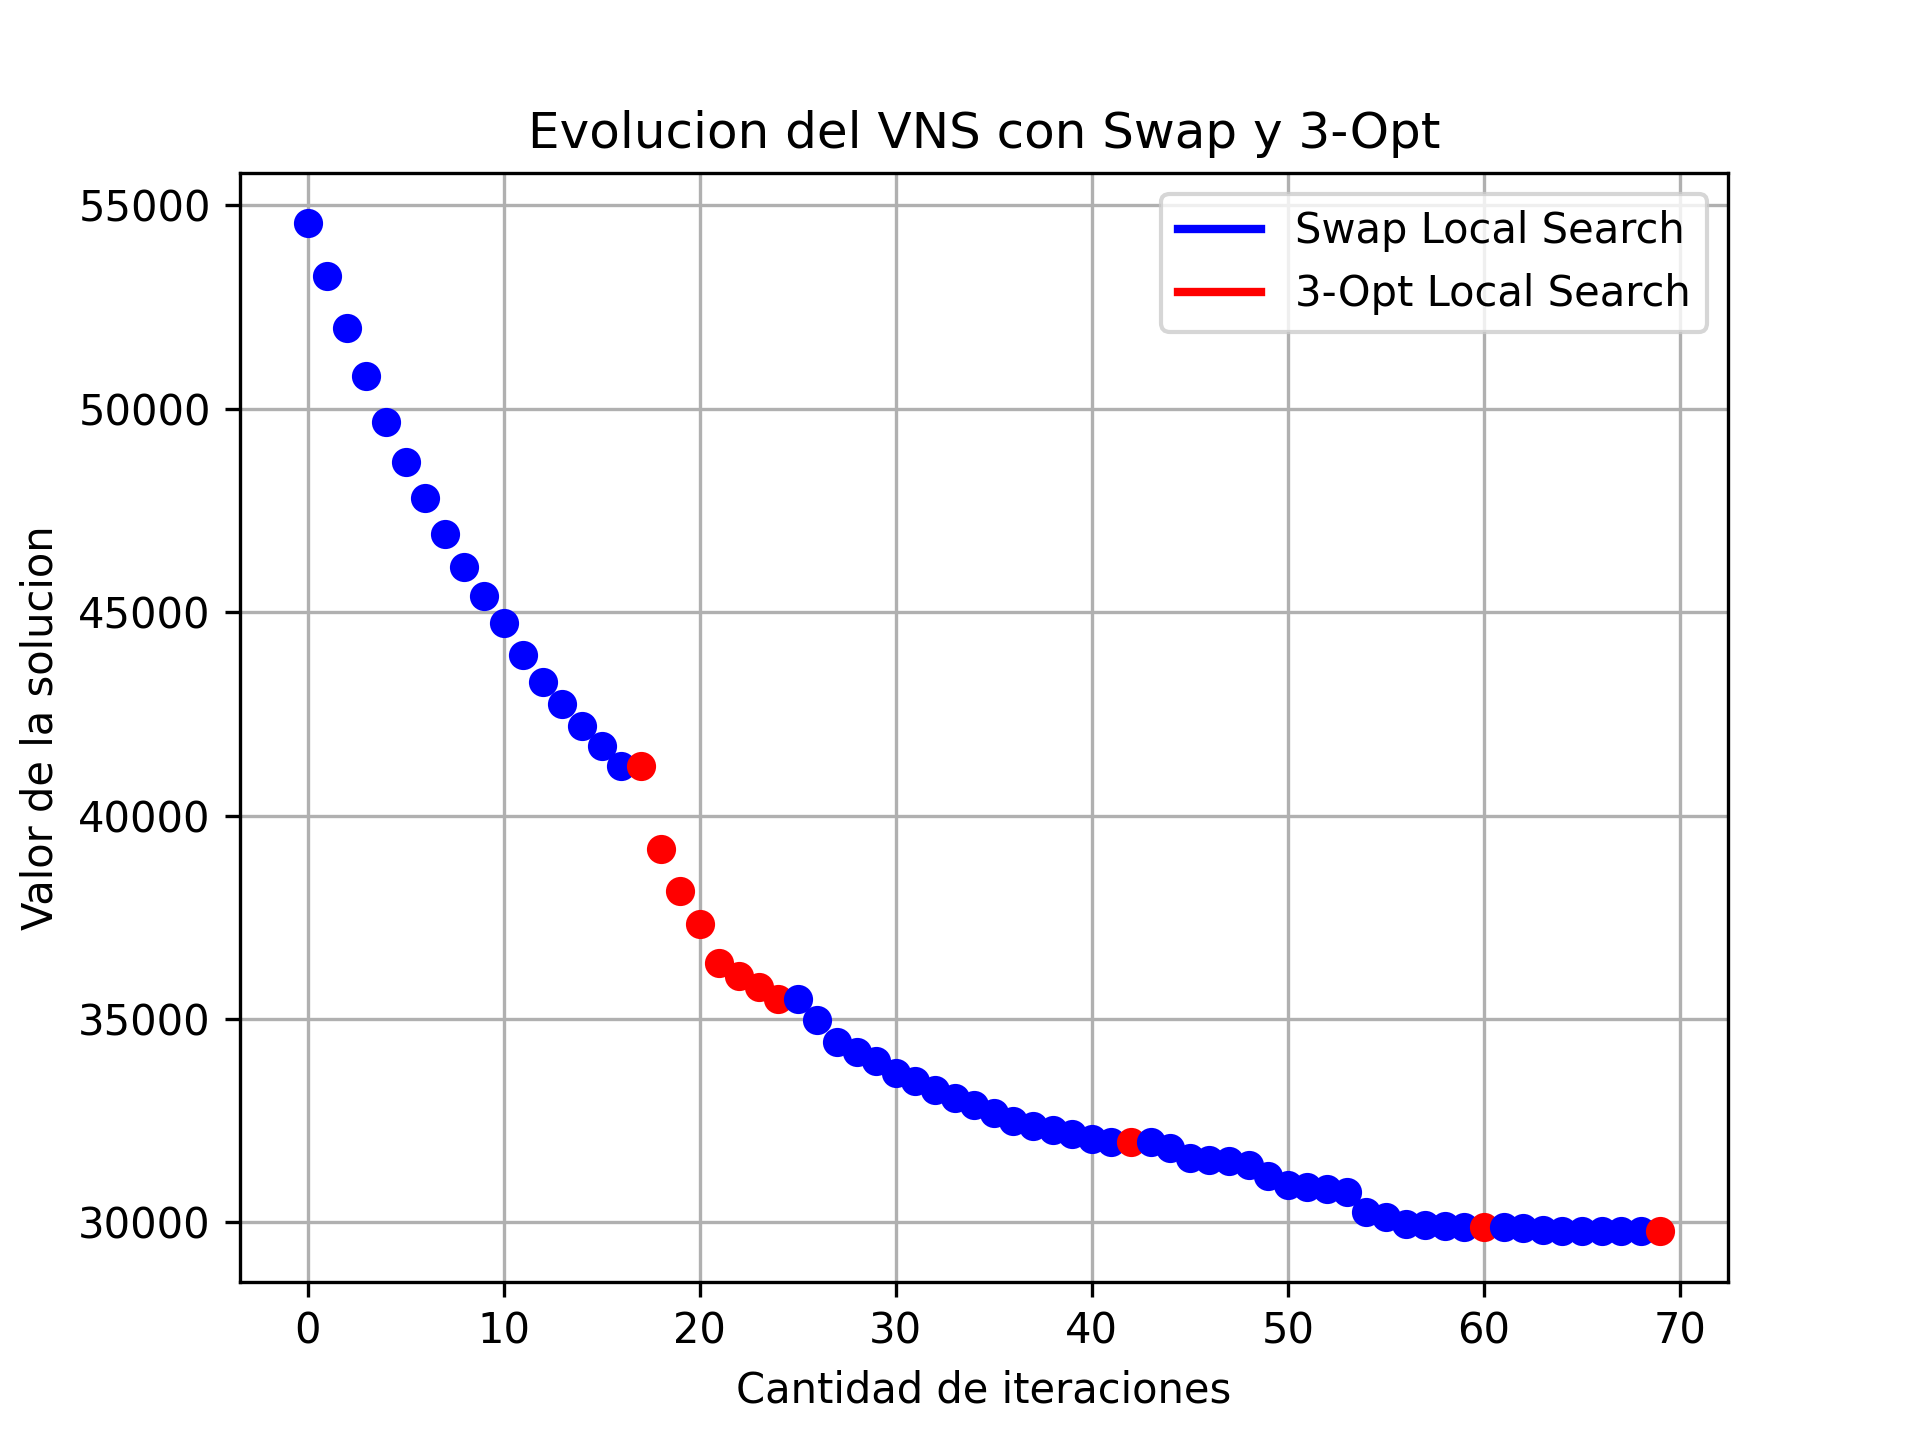 Evolucion del VNS con Swap y 3-Opt
Swap Local Search
3-Opt Local Search
55000
50000
45000
40000
35000
30000
Valor de la solucion
0 10 20 30 40 50 60 70
Cantidad de iteraciones